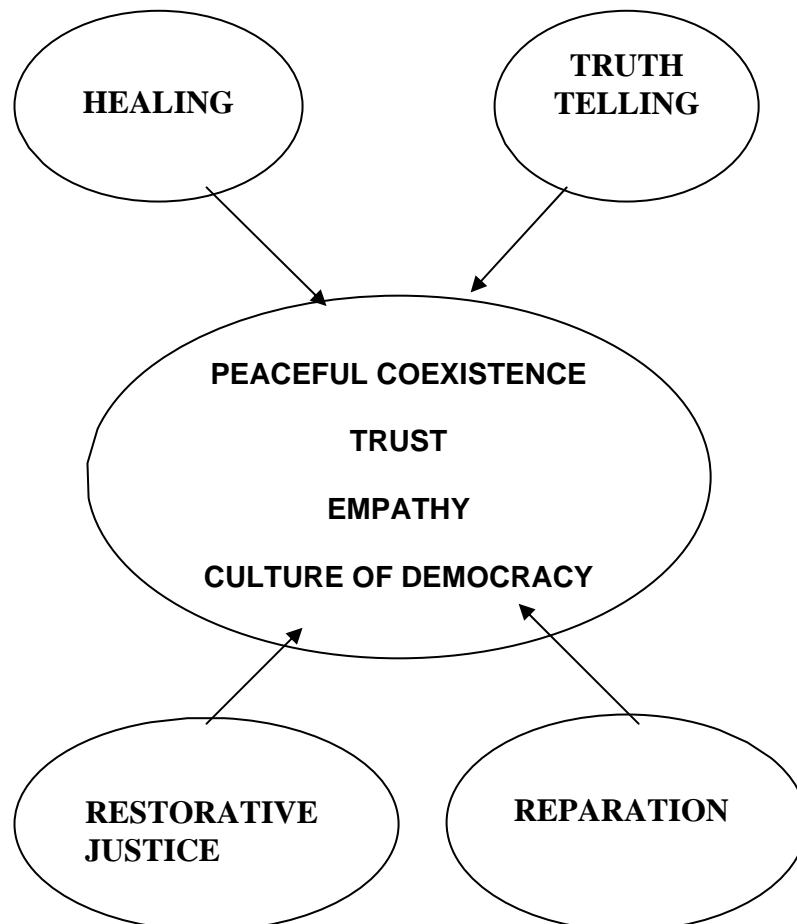 HEALING
TRUTH
TELLING
PEACEFUL COEXISTENCE
TRUST
EMPATHY
CULTURE OF DEMOCRACY
RESTORATIVE
JUSTICE
REPARATION